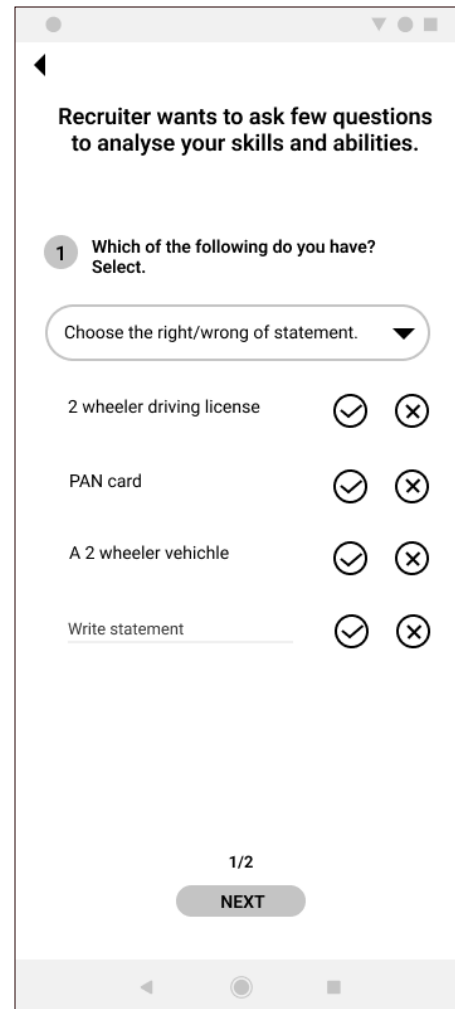 Recruiter wants to ask few questions
to analyse your skills and abilities.
1
Which of the following do you have?
Select.
Choose the right/wrong of statement.
2 wheeler driving license
PAN card
A 2 wheeler vehichle
Write statement
1/2
NEXT